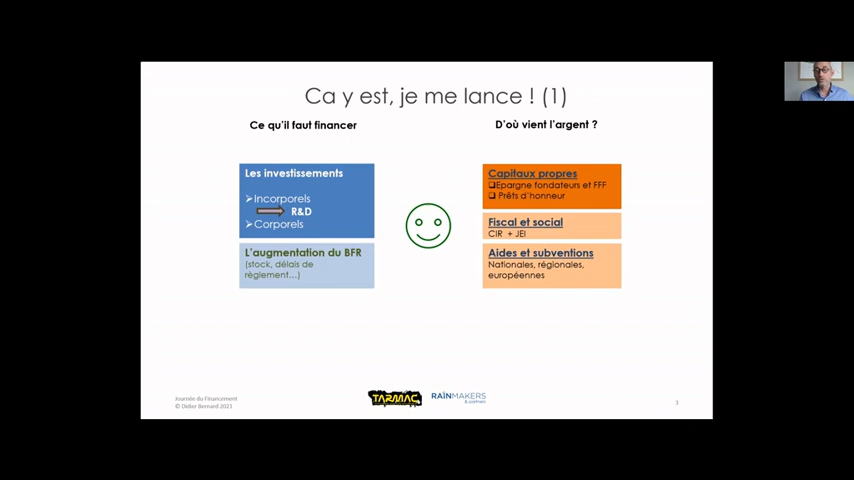 Ca y est, je me lance ! (1)
Ce qu'il faut financer
D'où vient l'argent ?
Les investissements
Incorporels
R&D
Corporels
L'augmentation du BFR
(stock, délais de
règlement...)
Capitaux propres
Epargne fondateurs et FFF
Prêts d'honneur
Fiscal et social
CIR + JEI
Aides et subventions
Nationales, régionales,
européennes
Journée du Financement
© Didier Bernard 2023
TARMAC
RAINMAKERS
& partners
3